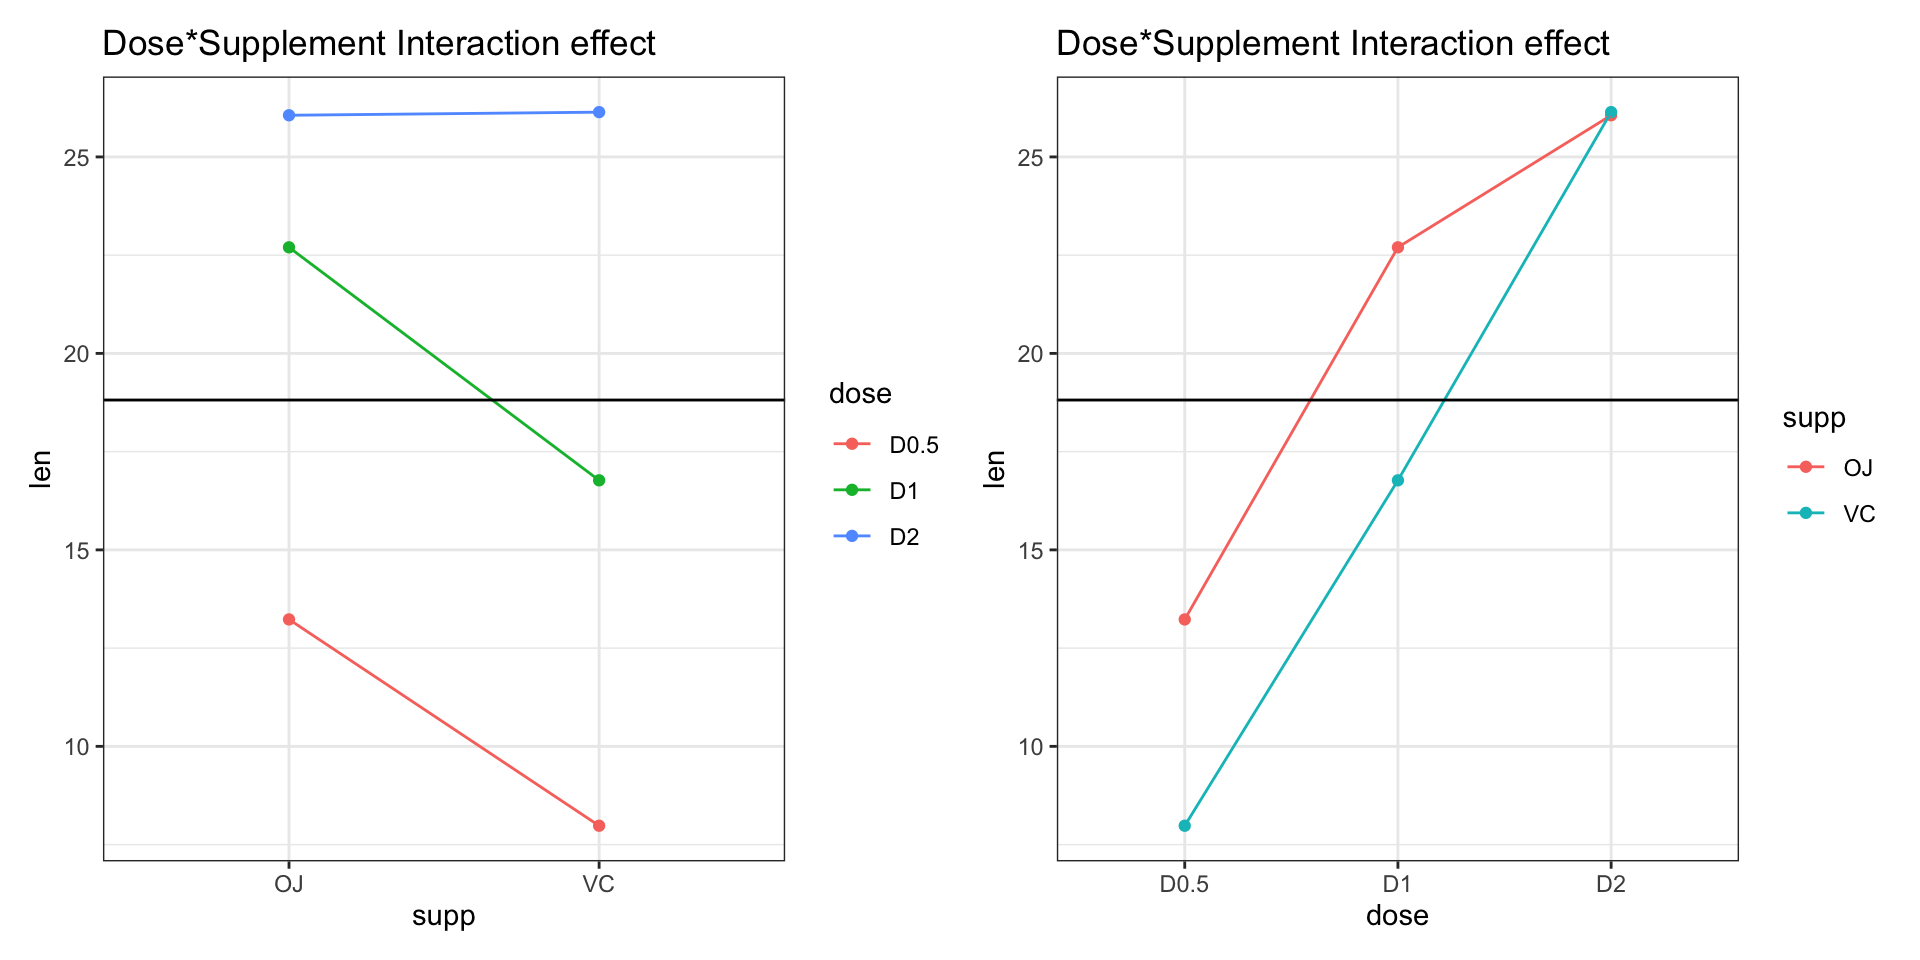 Dose*Supplement Interaction effect
25
20
15
10
len
OJ
VC
supp
dose
D0.5
D1
D2
Dose*Supplement Interaction effect
25
20
15
10
len
D0.5
D1
D2
dose
supp
OJ
VC